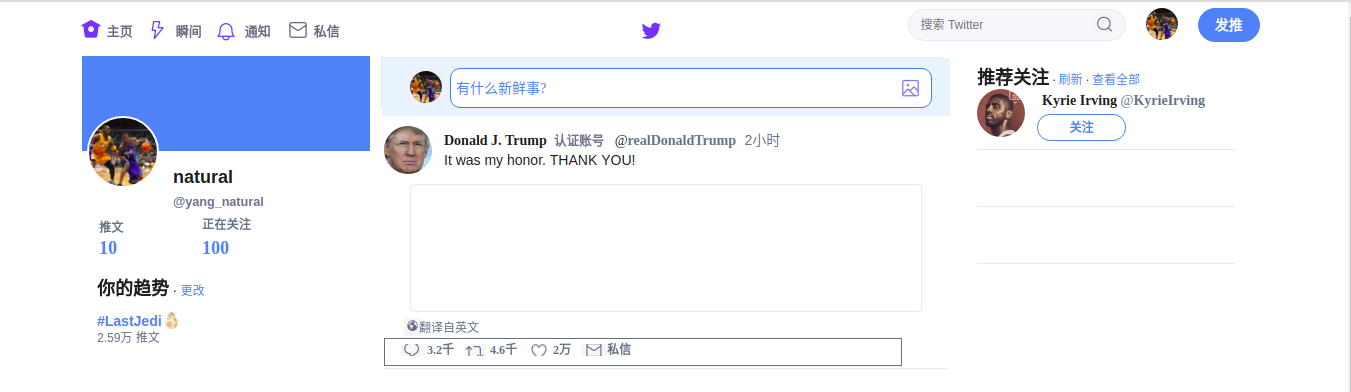 主页 瞬间 通知 私信 搜索 Twitter 发推
有什么新鲜事?
推荐关注 · 刷新 · 查看全部
Kyrie Irving @KyrieIrving
关注
Donald J. Trump 认证账号 @realDonaldTrump 2小时
It was my honor. THANK YOU!
natural
@yang_natural
推文 正在关注
10 100
你的趋势 · 更改
#LastJedi
2.59万 推文
翻译自英文
3.2千 4.6千 2万 私信